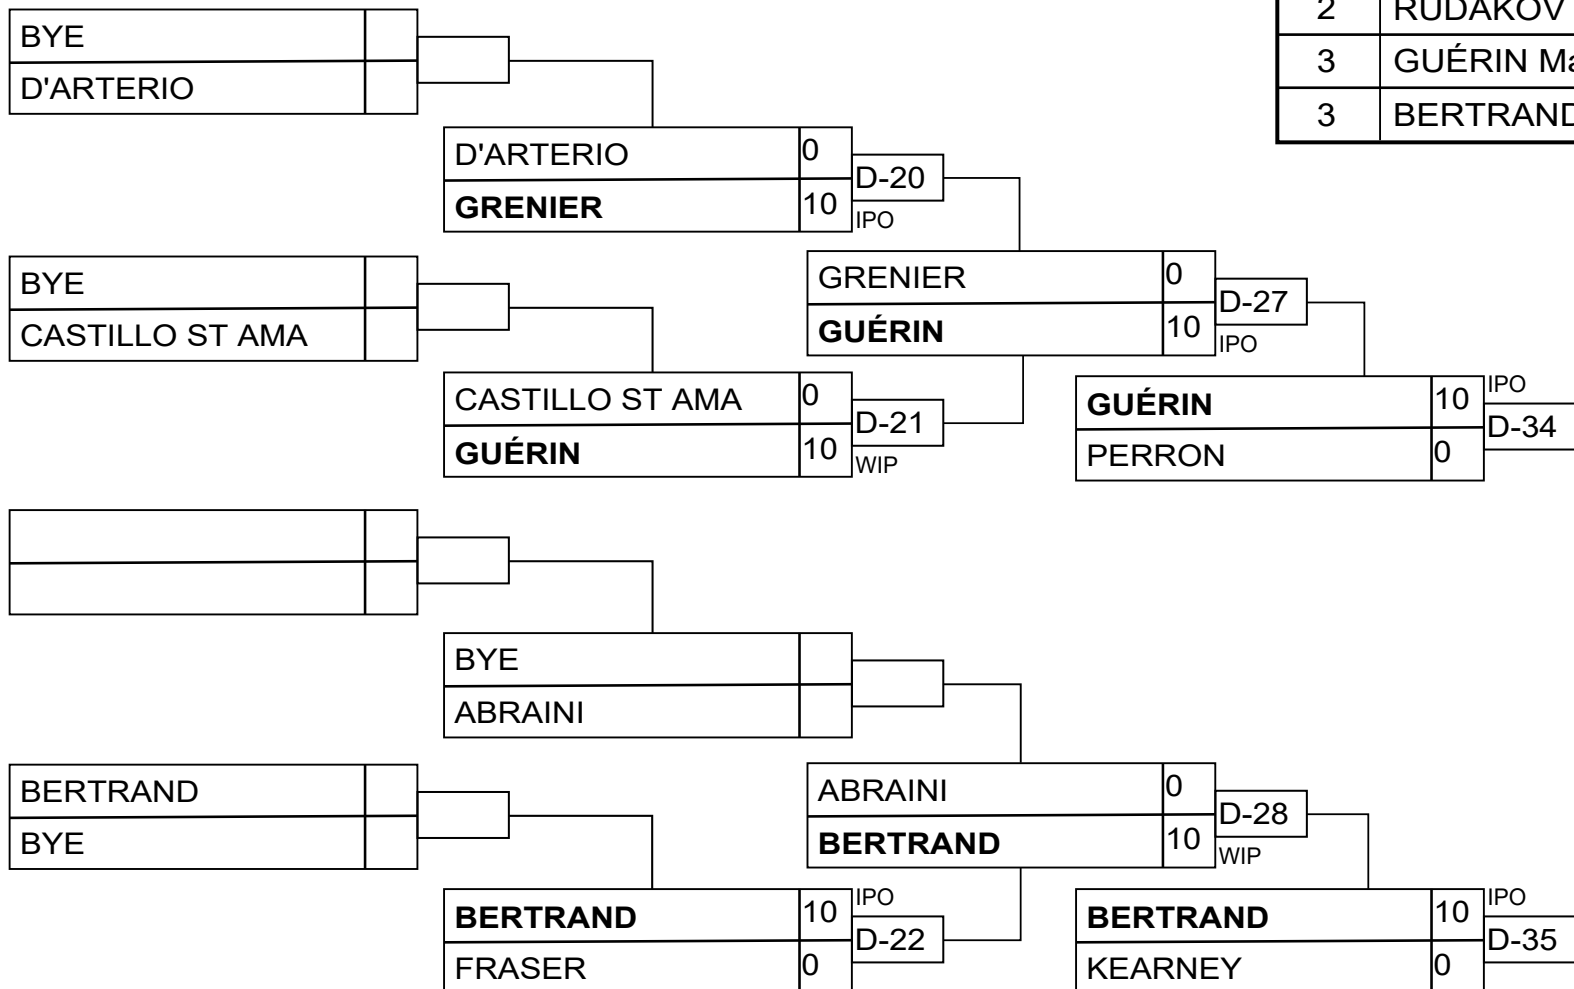 2 RUDAKOV
3 GUÉRIN Ma
3 BERTRAND
BYE
D'ARTERIO
D'ARTERIO 0
GRENIER 10
D-20
IPO
BYE
CASTILLO ST AMA
GRENIER 0
GUÉRIN 10
D-27
IPO
CASTILLO ST AMA 0
GUÉRIN 10
D-21
WIP
GUÉRIN 10
PERRON 0
IPO
D-34
BYE
ABRAINI
BERTRAND
BYE
ABRAINI 0
BERTRAND 10
D-28
WIP
BERTRAND 10
FRASER 0
IPO
D-22
BERTRAND 10
KEARNEY 0
IPO
D-35